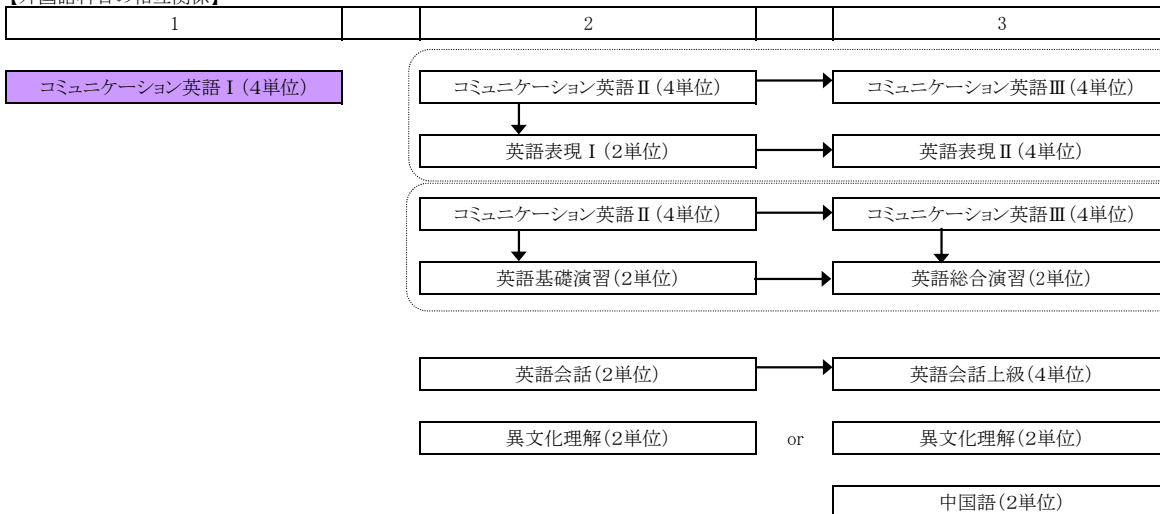 【外国語科目の相互関係】
1 2 3
コミュニケーション英語Ⅰ(4単位) コミュニケーション英語Ⅱ(4単位) コミュニケーション英語Ⅲ(4単位)
英語表現Ⅰ(2単位) 英語表現Ⅱ(4単位)
コミュニケーション英語Ⅱ(4単位) コミュニケーション英語Ⅲ(4単位)
英語基礎演習(2単位) 英語総合演習(2単位)
英語会話(2単位) 英語会話上級(4単位)
異文化理解(2単位) or 異文化理解(2単位)
中国語(2単位)